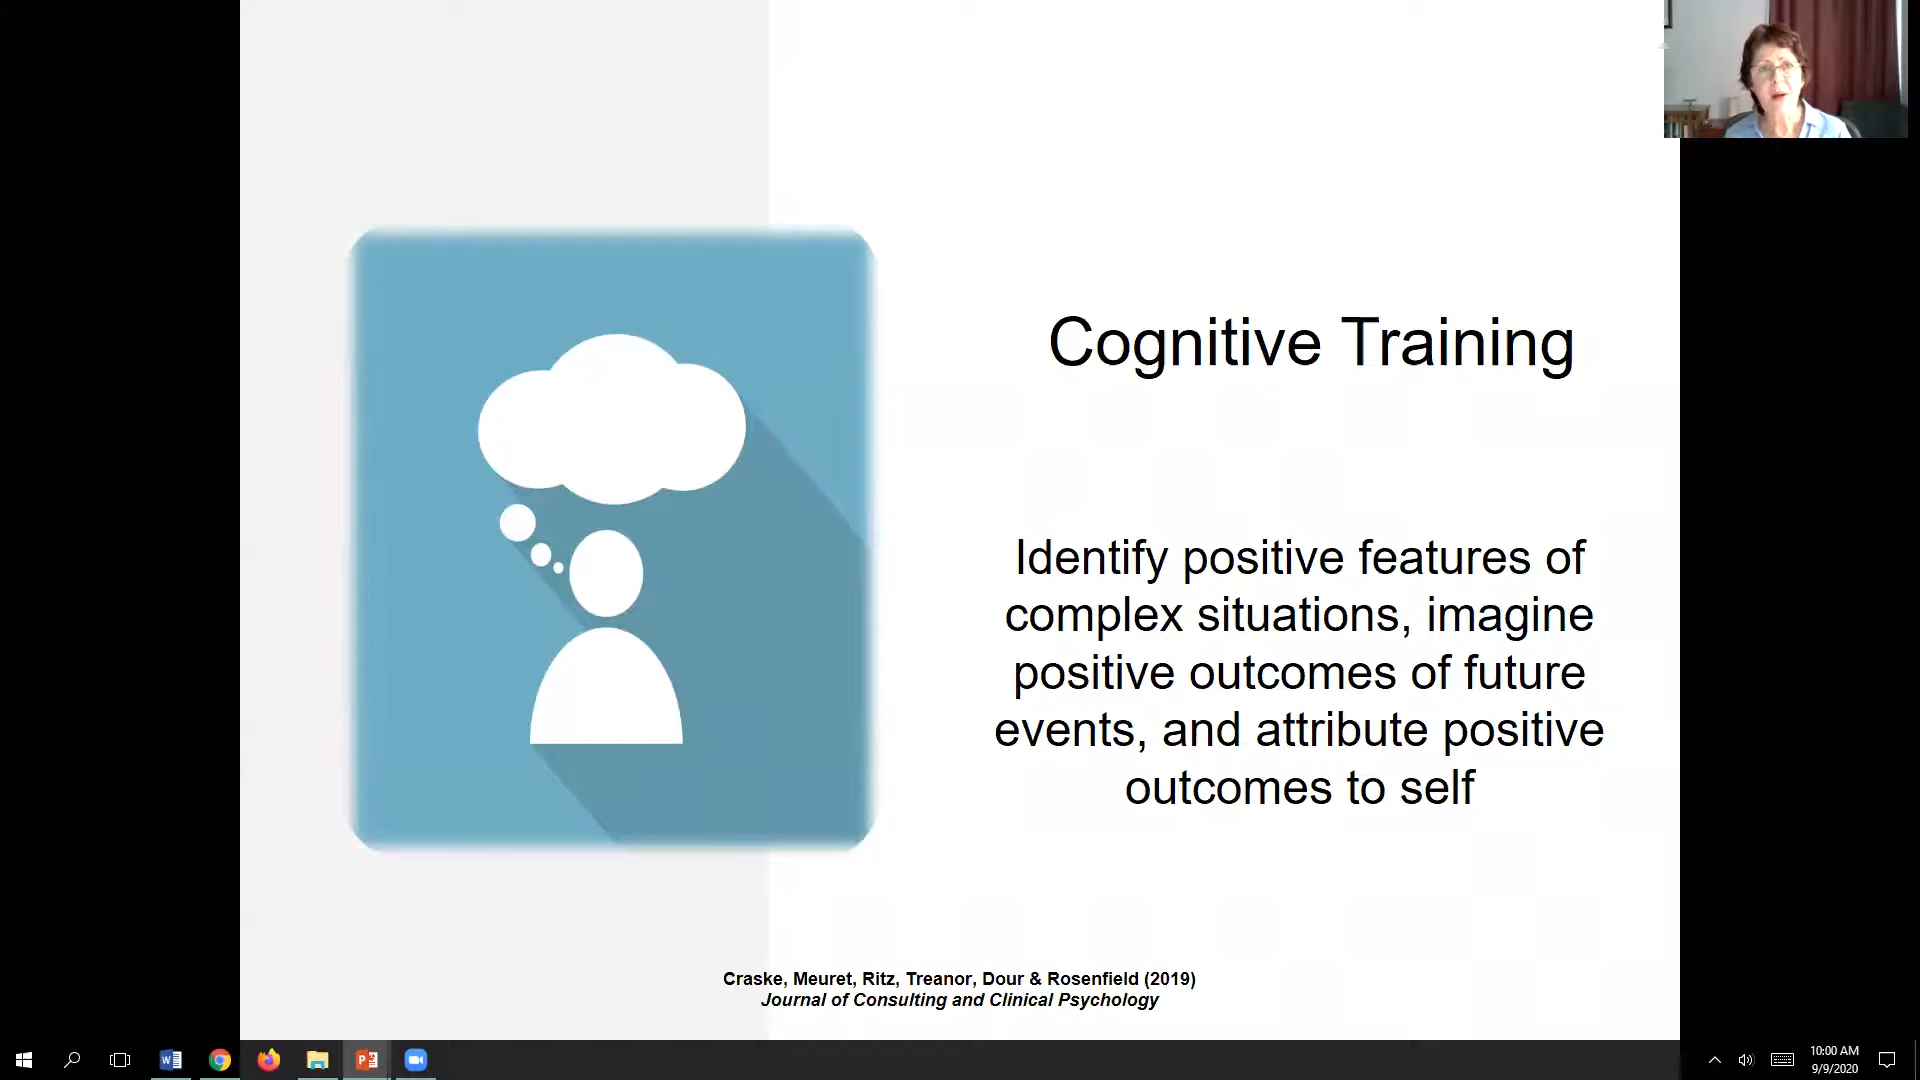 Cognitive Training
Identify positive features of
complex situations, imagine
positive outcomes of future
events, and attribute positive
outcomes to self
Craske, Meuret, Ritz, Treanor, Dour & Rosenfield (2019)
Journal of Consulting and Clinical Psychology
10:00 AM
9/9/2020